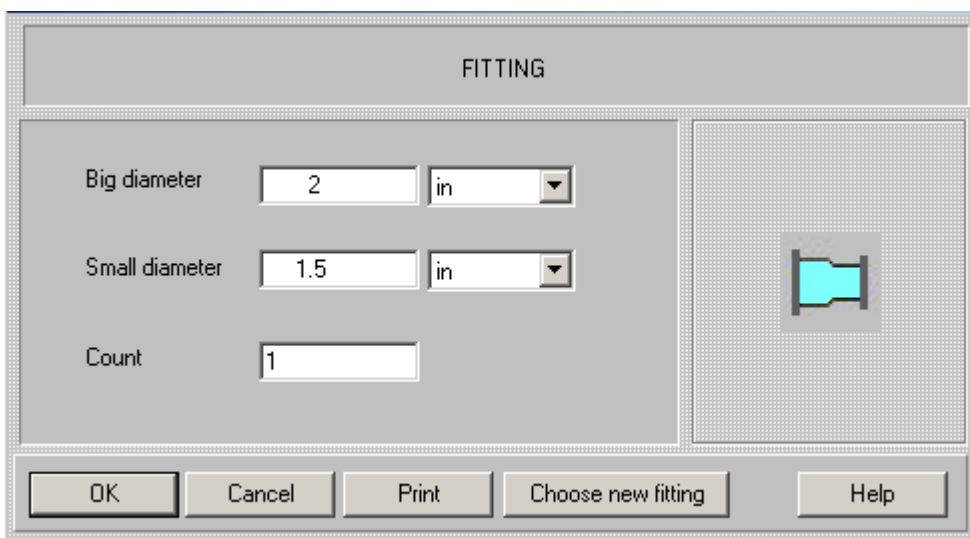 FITTING
Big diameter 2 in
Small diameter 1.5 in
Count 1
OK Cancel Print Choose new fitting Help